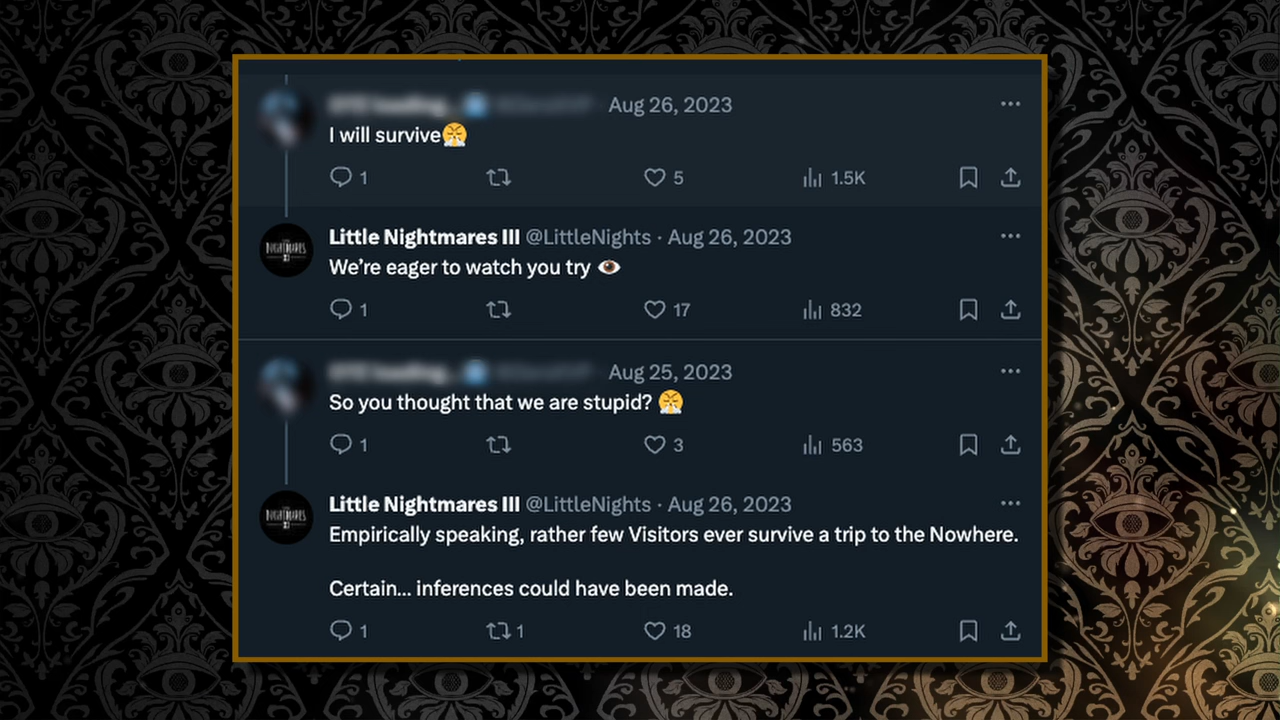 Aug 26, 2023
I will survive😤
1 5 1.5K
Little Nightmares III @LittleNights · Aug 26, 2023
We’re eager to watch you try 👁️
1 17 832
Aug 25, 2023
So you thought that we are stupid? 😤
1 3 563
Little Nightmares III @LittleNights · Aug 26, 2023
Empirically speaking, rather few Visitors ever survive a trip to the Nowhere.
Certain... inferences could have been made.
1 1 18 1.2K